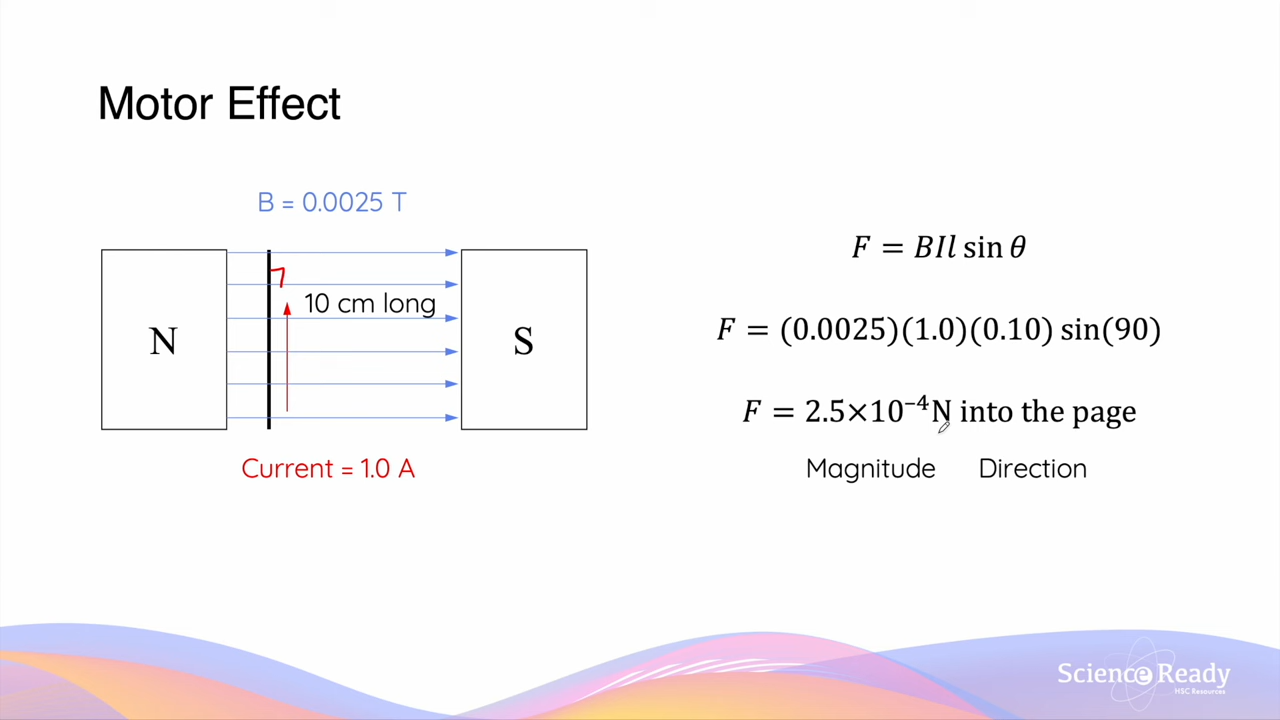 Motor Effect
B = 0.0025 T
N
10 cm long
S
Current = 1.0 A
F = BIl sin θ
F = (0.0025)(1.0)(0.10) sin(90)
F = 2.5×10⁻⁴N into the page
Magnitude Direction
Science Ready
HSC Resources